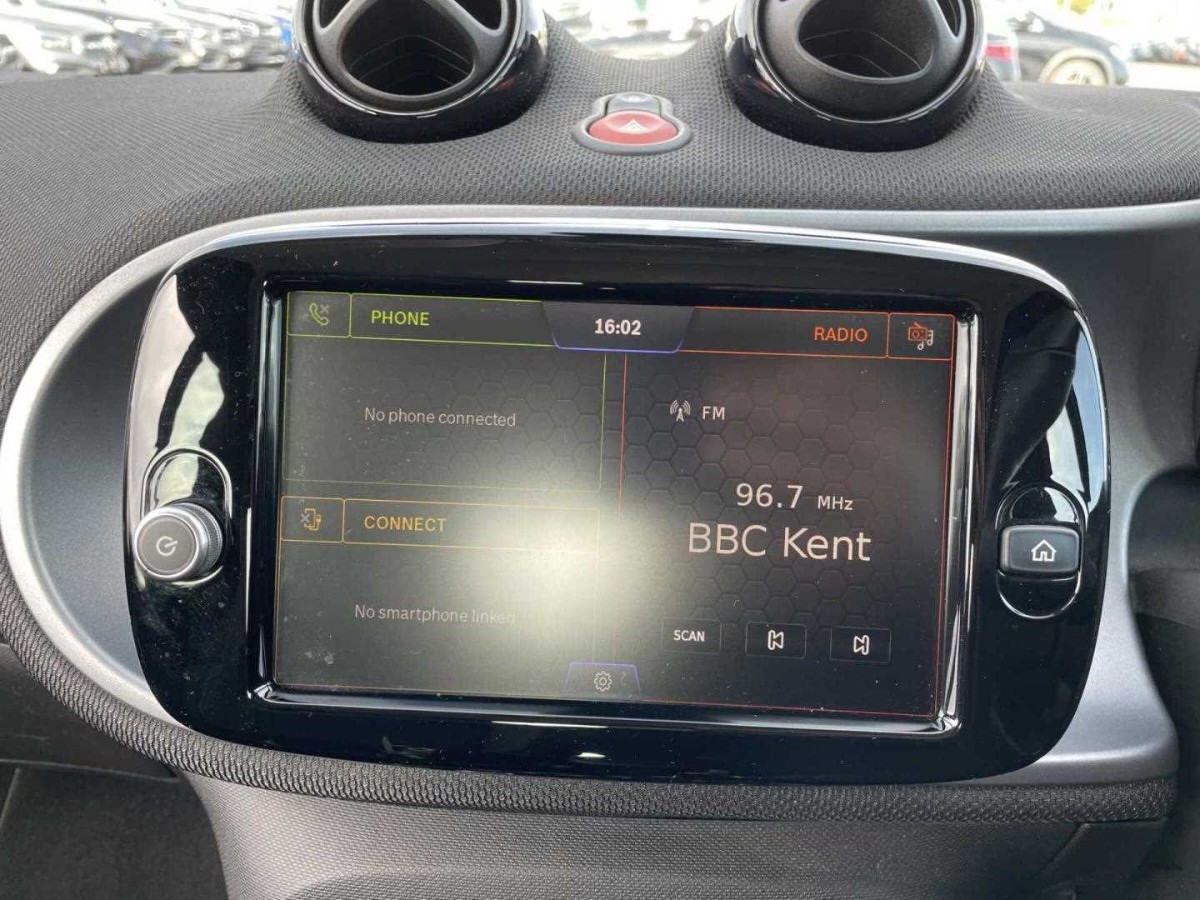 PHONE
16:02
RADIO
No phone connected
FM
96.7 MHz
BBC Kent
CONNECT
No smartphone linked
SCAN